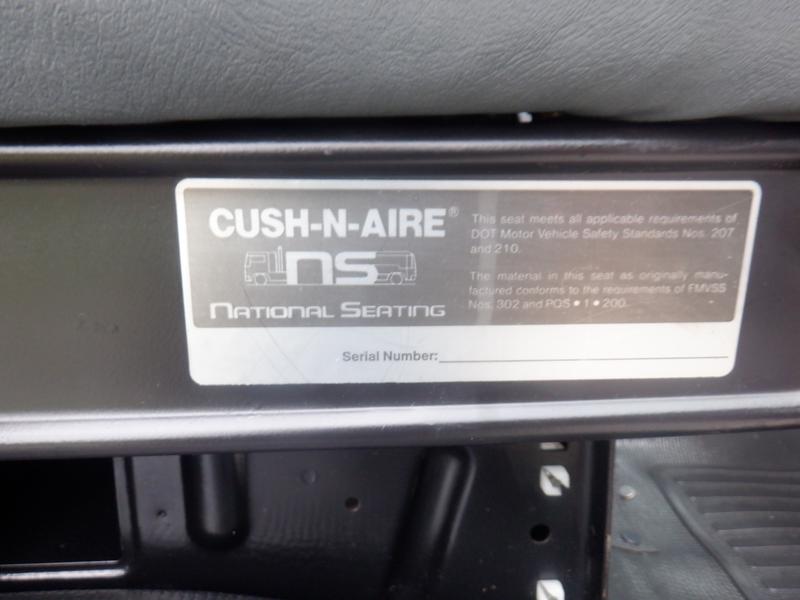 CUSH-N-AIRE®
ns
NATIONAL SEATING
This seat meets all applicable requirements of
DOT Motor Vehicle Safety Standards Nos. 207
and 210.
The material in this seat as originally manu-
factured conforms to the requirements of FMVSS
Nos. 302 and PQS • 1 • 200.
Serial Number: